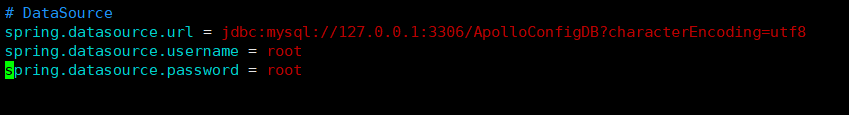 # DataSource
spring.datasource.url = jdbc:mysql://127.0.0.1:3306/ApolloConfigDB?characterEncoding=utf8
spring.datasource.username = root
spring.datasource.password = root